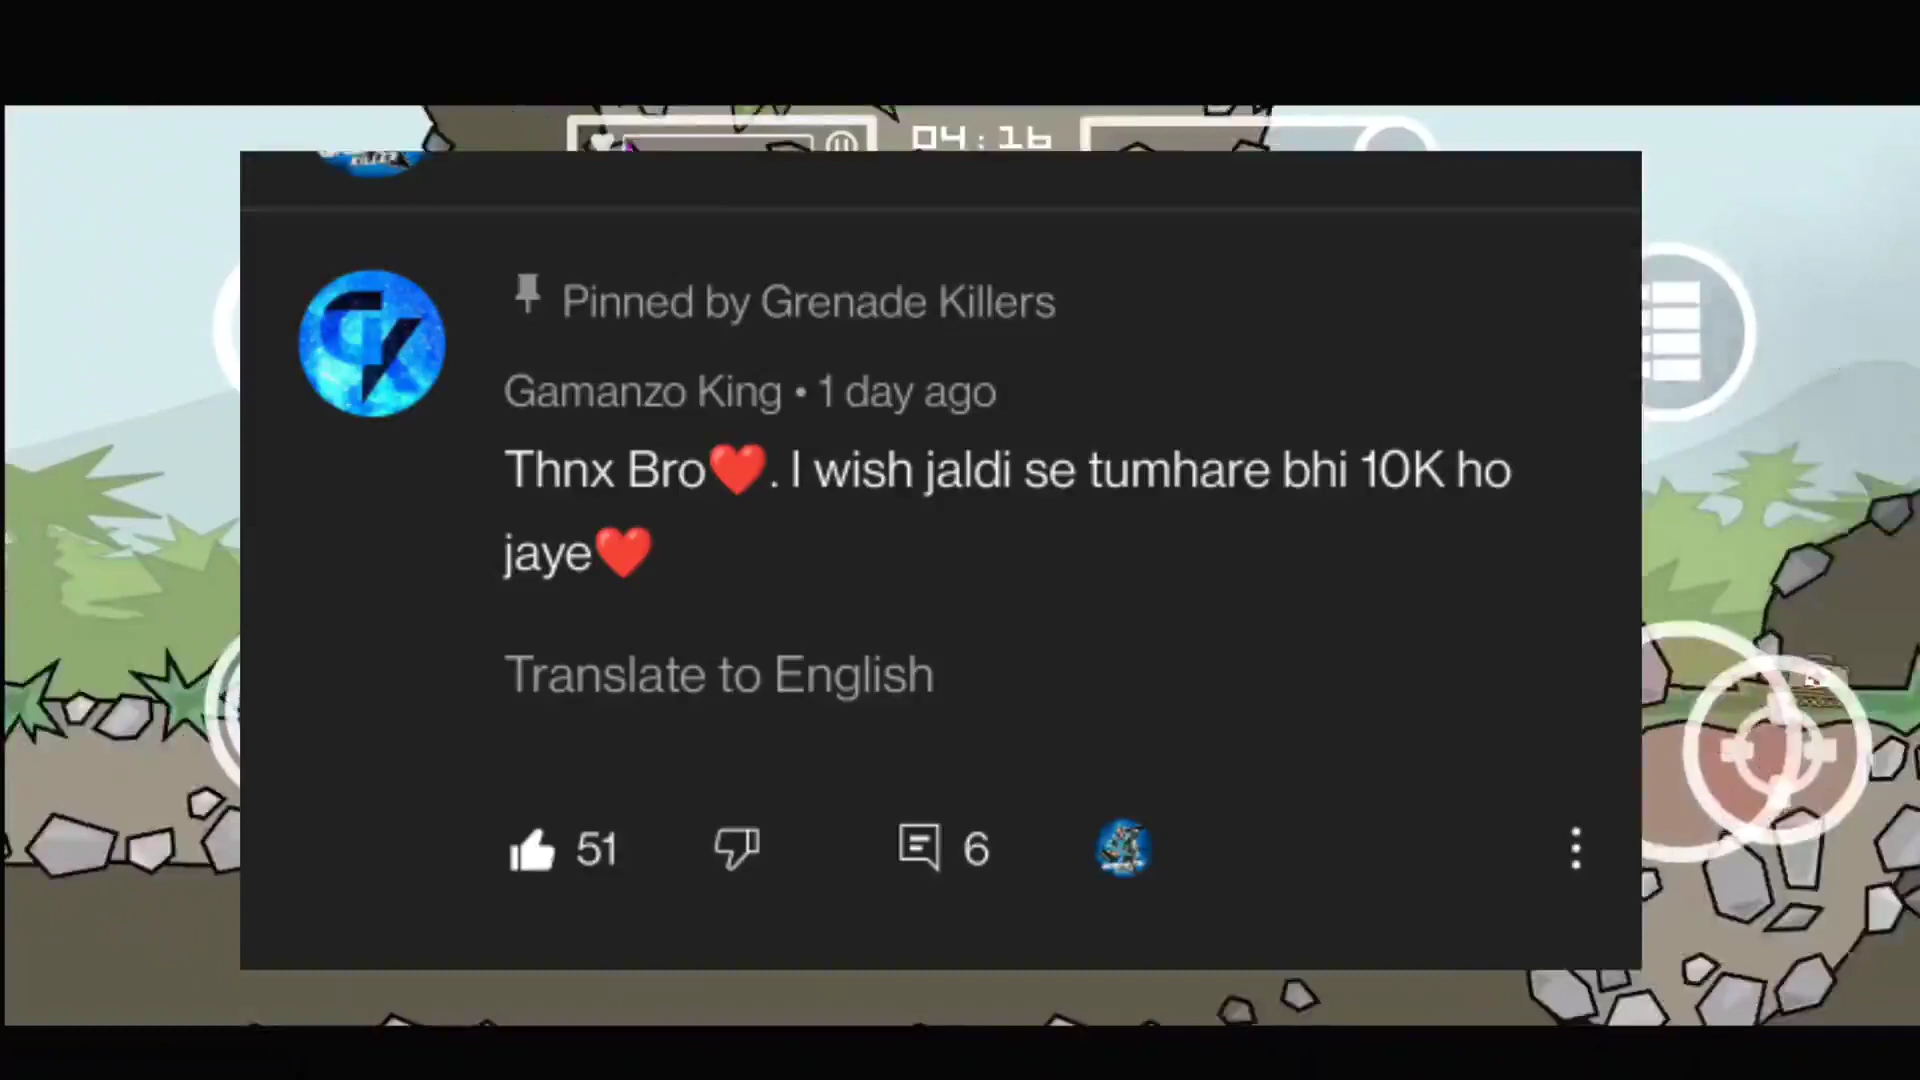 04:16
KILLER
Pinned by Grenade Killers
Gamanzo King • 1 day ago
Thnx Bro❤️. I wish jaldi se tumhare bhi 10K ho
jaye❤️
Translate to English
51
6